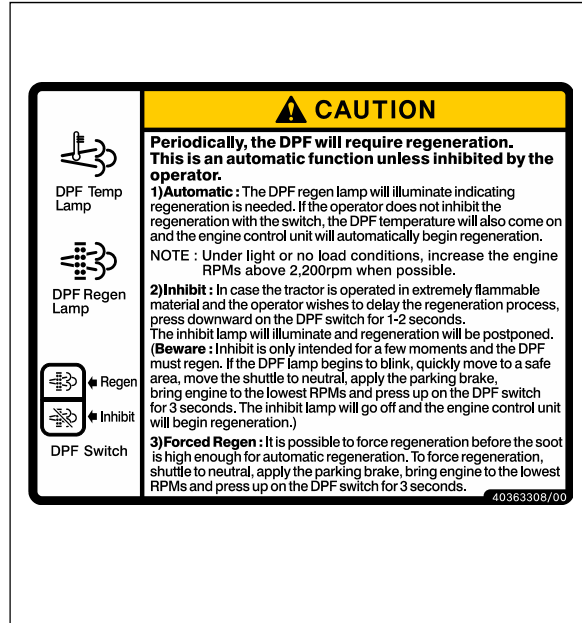 CAUTION
DPF Temp
Lamp
DPF Regen
Lamp
Regen
Inhibit
DPF Switch
Periodically, the DPF will require regeneration.
This is an automatic function unless inhibited by the
operator.
1)Automatic : The DPF regen lamp will illuminate indicating
regeneration is needed. If the operator does not inhibit the
regeneration with the switch, the DPF temperature will also come on
and the engine control unit will automatically begin regeneration.
NOTE : Under light or no load conditions, increase the engine
RPMs above 2,200rpm when possible.
2)Inhibit : In case the tractor is operated in extremely flammable
material and the operator wishes to delay the regeneration process,
press downward on the DPF switch for 1-2 seconds.
The inhibit lamp will illuminate and regeneration will be postponed.
(Beware : Inhibit is only intended for a few moments and the DPF
must regen. If the DPF lamp begins to blink, quickly move to a safe
area, move the shuttle to neutral, apply the parking brake,
bring engine to the lowest RPMs and press up on the DPF switch
for 3 seconds. The inhibit lamp will go off and the engine control unit
will begin regeneration.)
3)Forced Regen : It is possible to force regeneration before the soot
is high enough for automatic regeneration. To force regeneration,
shuttle to neutral, apply the parking brake, bring engine to the lowest
RPMs and press up on the DPF switch for 3 seconds.
40363308/00